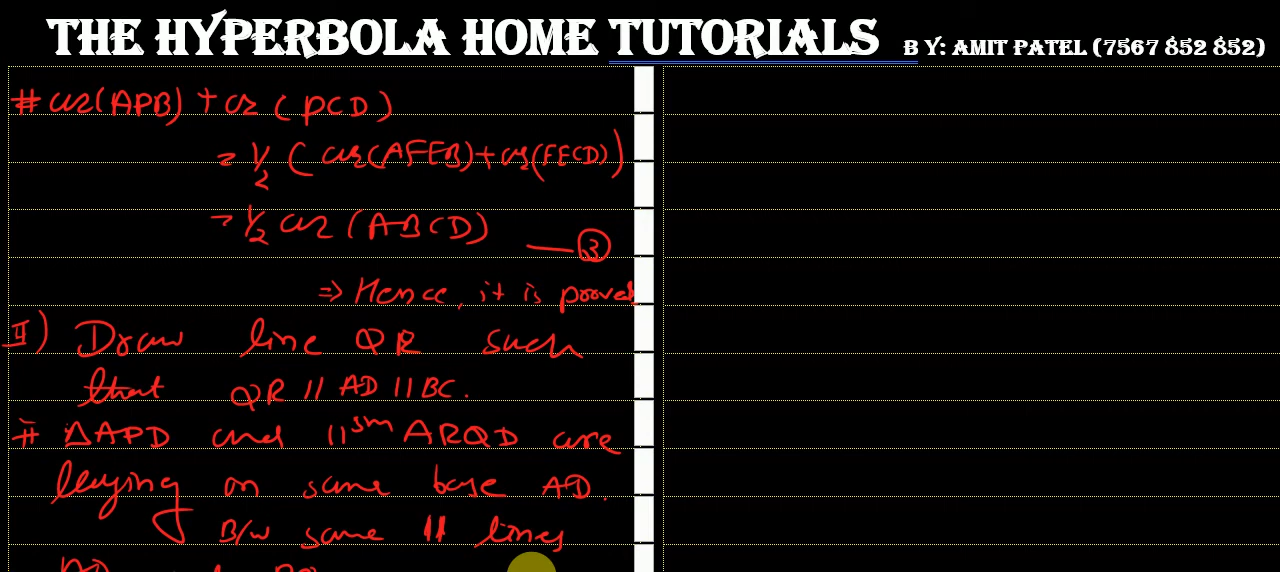 THE HYPERBOLA HOME TUTORIALS BY: AMIT PATEL (7567 852 852)
# ar(APB) + ar (PCD)
= 1/2 ( ar(AFEB) + ar(FECD) )
= 1/2 ar (ABCD) — ③
⇒ Hence, it is proved
II) Draw line QR such
that QR || AD || BC.
# ΔAPD and ||sm ARQD are
leying on same base AD.
B/w same || lines